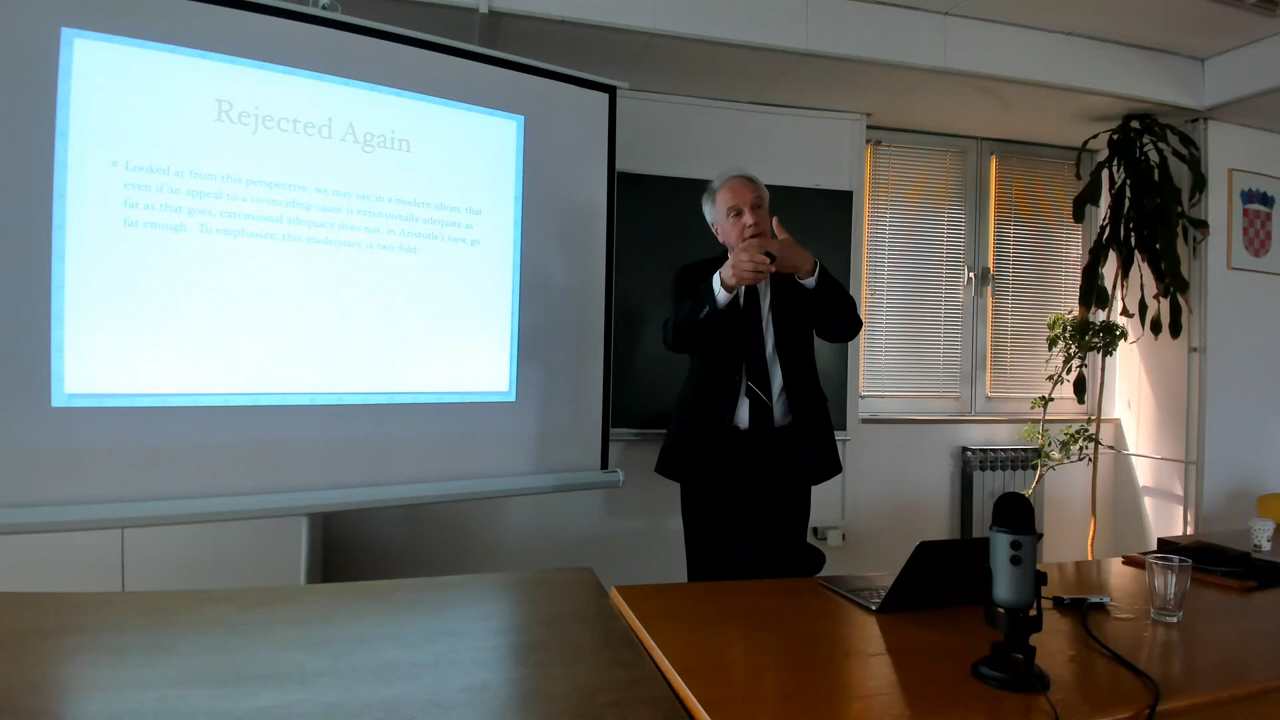 Rejected Again
Looked at from this perspective, we may say, in a modern idiom, that
even if an appeal to a coinciding cause is extensionally adequate as
far as that goes, extensional adequacy does not, in Aristotle's view, go
far enough. To emphasize, this inadequacy is two fold.